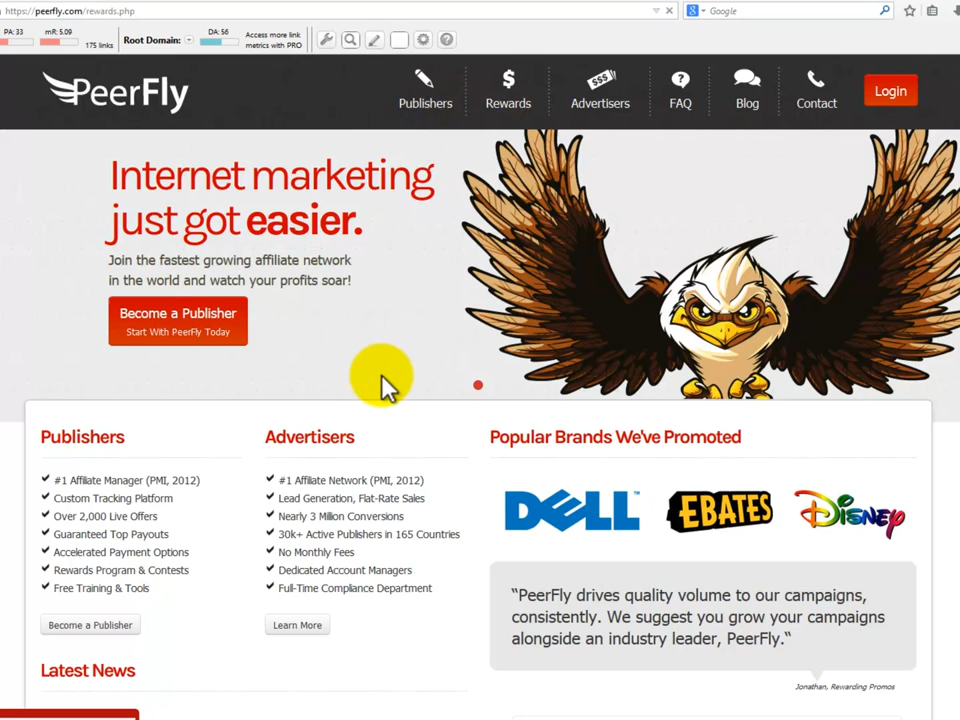 https://peerfly.com/rewards.php
Google
PA: 33
mR: 5.09
175 links
Root Domain:
DA: 56
Access more link
metrics with PRO
PeerFly
Publishers
Rewards
Advertisers
FAQ
Blog
Contact
Login
Internet marketing
just got easier.
Join the fastest growing affiliate network
in the world and watch your profits soar!
Become a Publisher
Start With PeerFly Today
Publishers
#1 Affiliate Manager (PMI, 2012)
Custom Tracking Platform
Over 2,000 Live Offers
Guaranteed Top Payouts
Accelerated Payment Options
Rewards Program & Contests
Free Training & Tools
Become a Publisher
Advertisers
#1 Affiliate Network (PMI, 2012)
Lead Generation, Flat-Rate Sales
Nearly 3 Million Conversions
30k+ Active Publishers in 165 Countries
No Monthly Fees
Dedicated Account Managers
Full-Time Compliance Department
Learn More
Popular Brands We've Promoted
DELL
EBATES
DISNEY
“PeerFly drives quality volume to our campaigns,
consistently. We suggest you grow your campaigns
alongside an industry leader, PeerFly.“
Jonathan, Rewarding Promos
Latest News